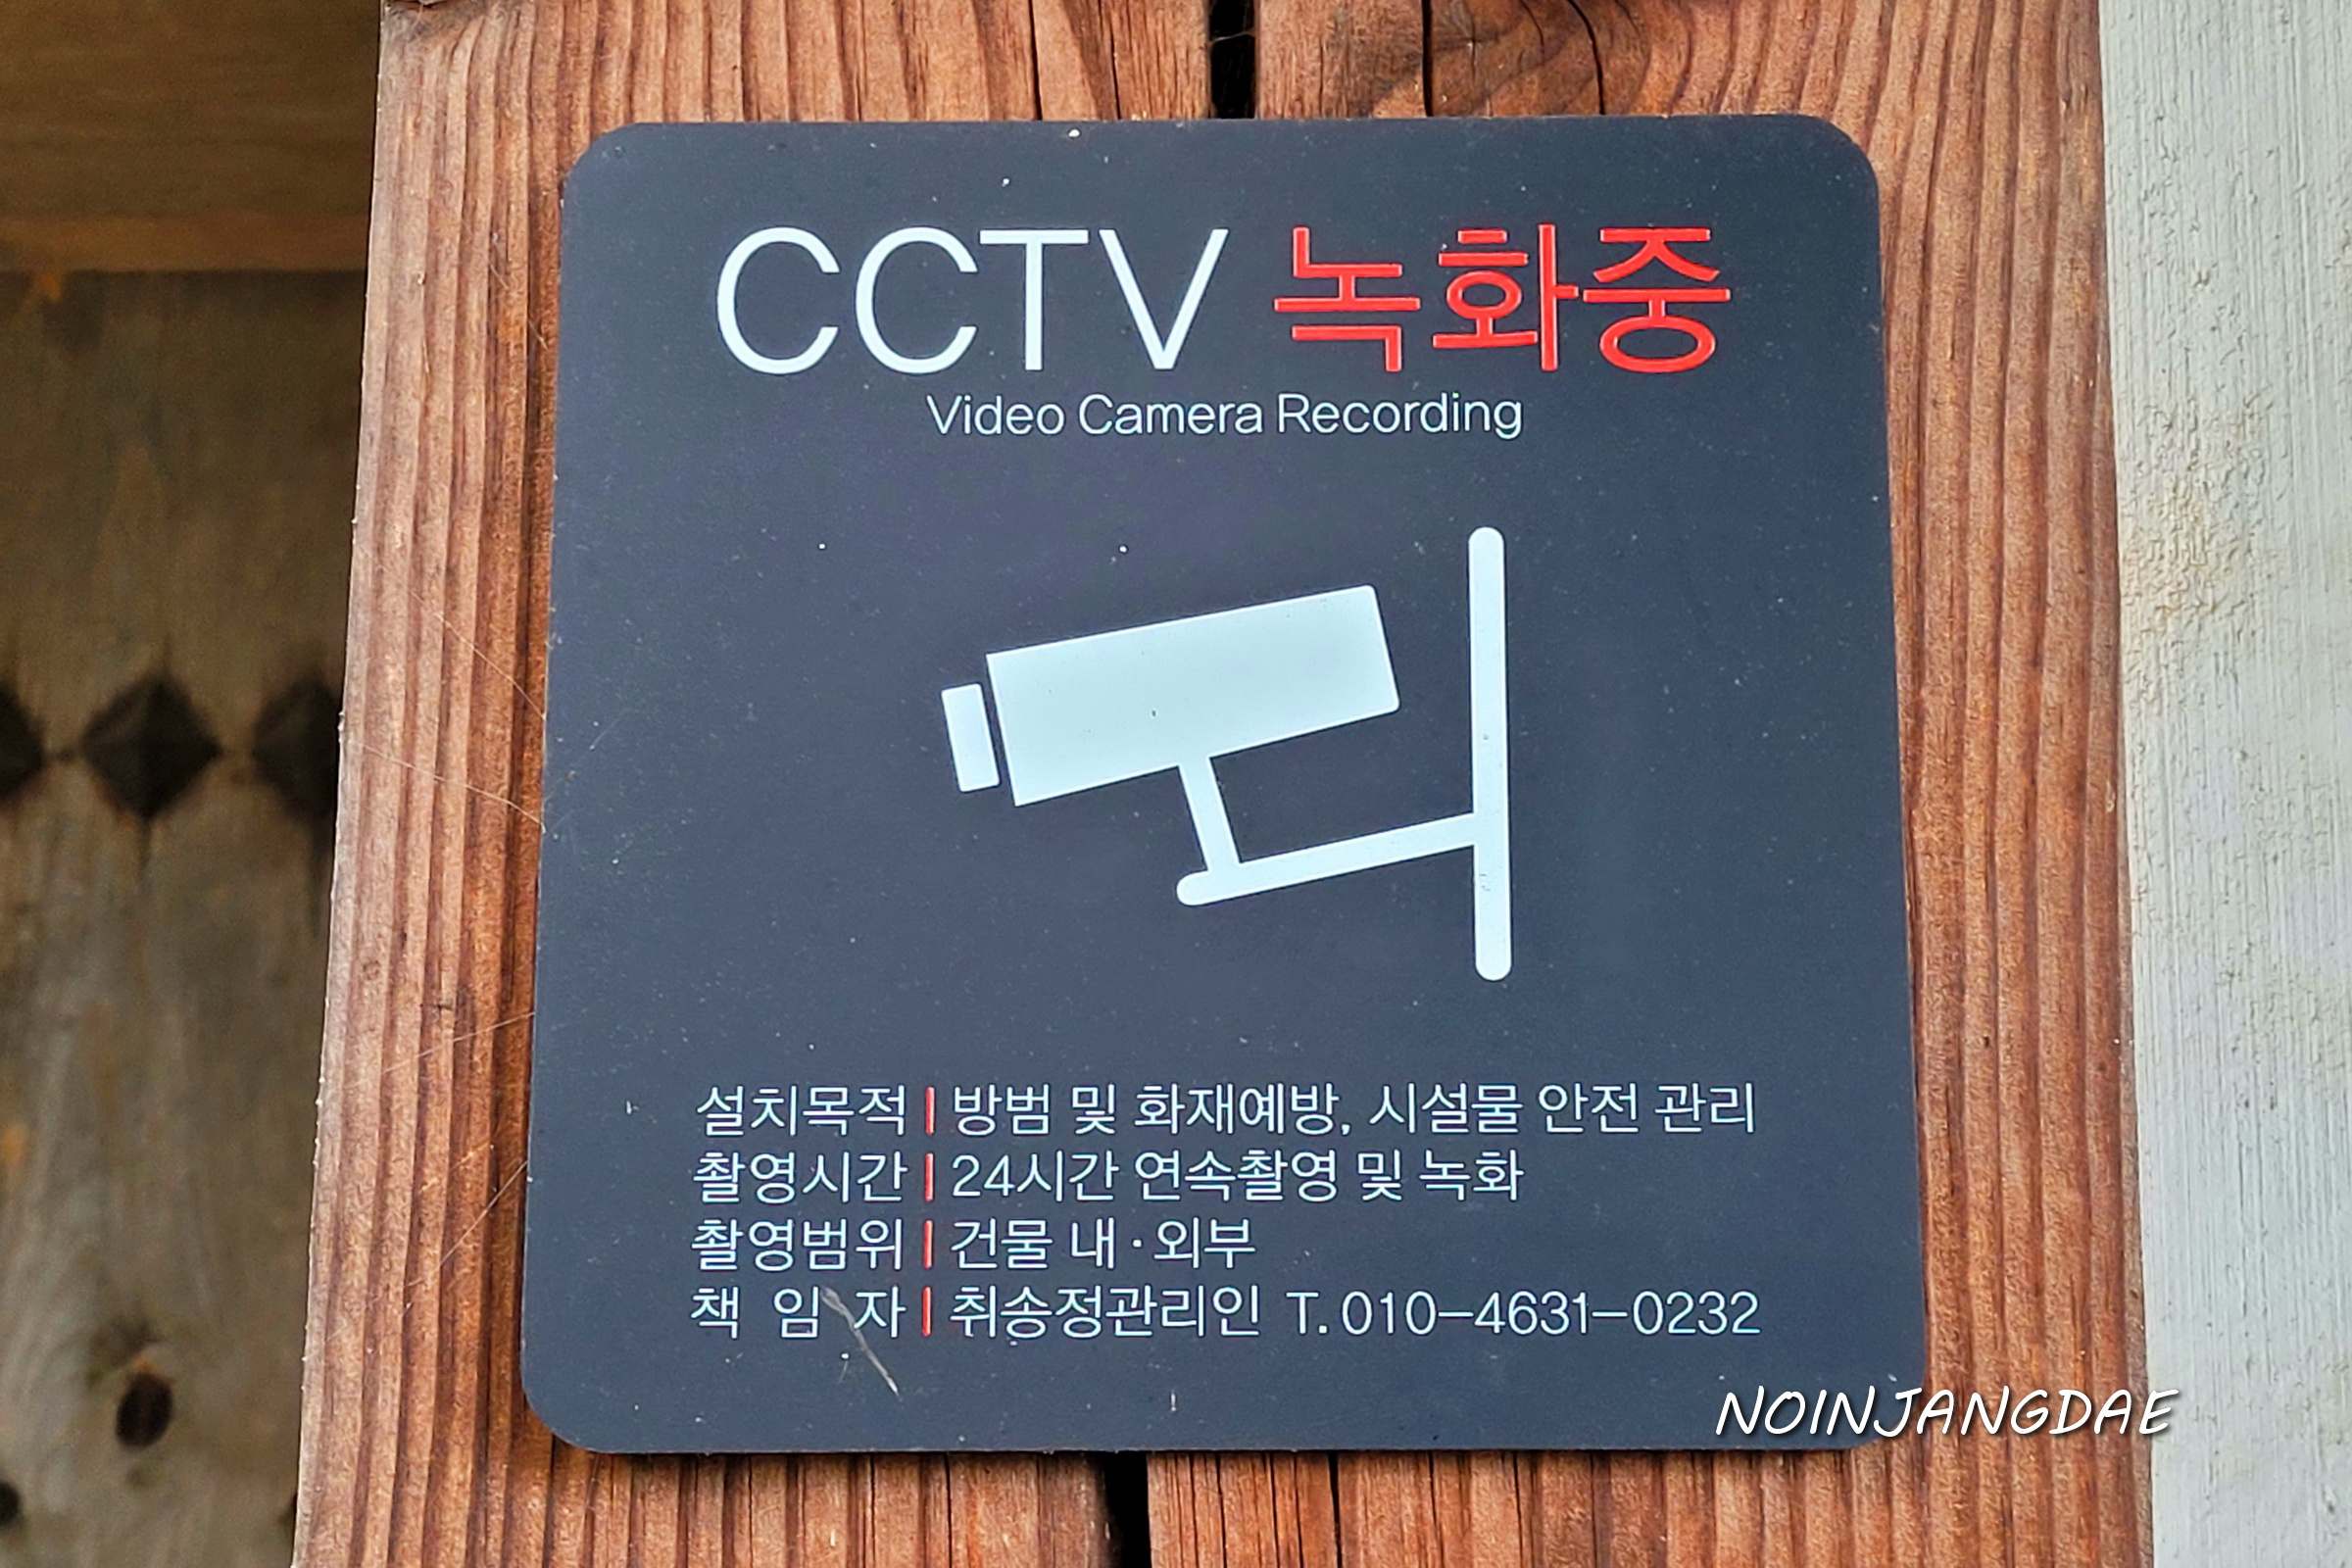 CCTV 녹화중
Video Camera Recording
설치목적 | 방범 및 화재예방, 시설물 안전 관리
촬영시간 | 24시간 연속촬영 및 녹화
촬영범위 | 건물 내·외부
책 임 자 | 취송정관리인 T.010-4631-0232
NOINJANGDAE